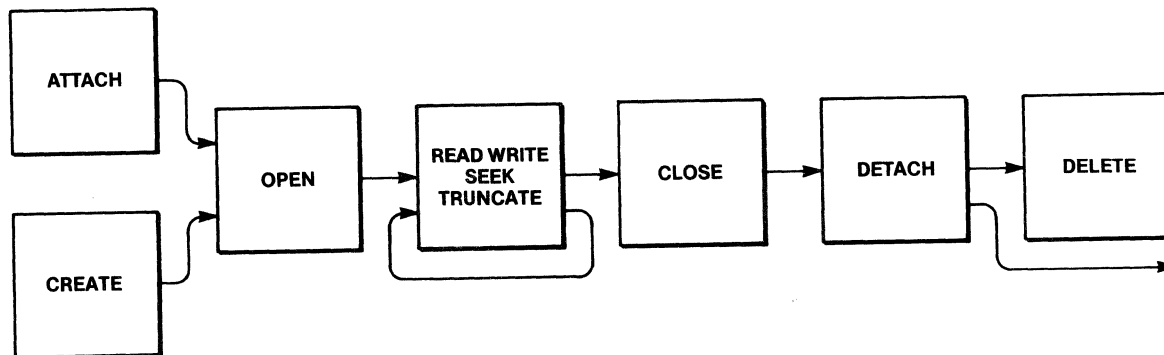 ATTACH
CREATE
OPEN
READ WRITE
SEEK
TRUNCATE
CLOSE
DETACH
DELETE